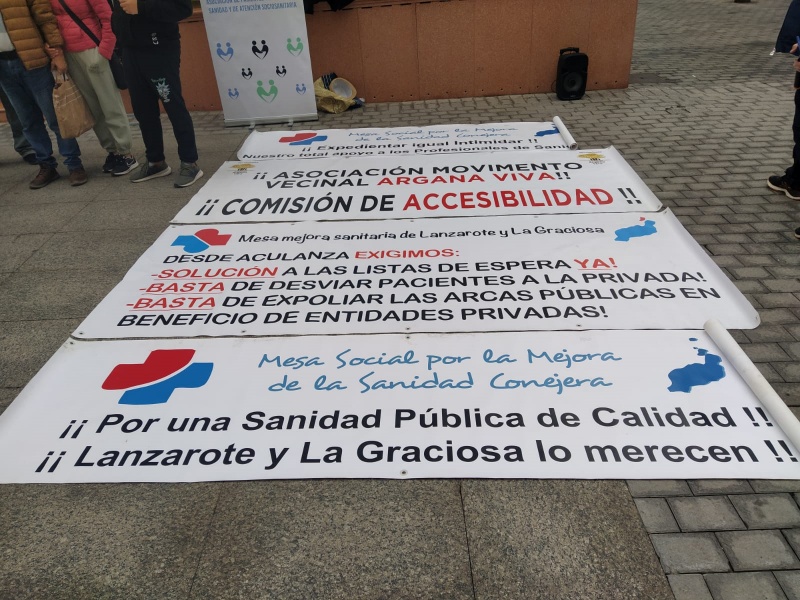 SANIDAD Y DE ATENCIÓN SOCIOSANITARIA
Mesa Social por la Mejora
de la Sanidad Conejera
¡¡ Expedientar igual Intimidar !!
Nuestro total apoyo a los Profesionales de
¡¡ ASOCIACIÓN MOVIMENTO
VECINAL ARGANA VIVA!!
¡¡ COMISIÓN DE ACCESIBILIDAD !!
Mesa mejora sanitaria de Lanzarote y La Graciosa
DESDE ACULANZA EXIGIMOS:
-SOLUCIÓN A LAS LISTAS DE ESPERA YA!
-BASTA DE DESVIAR PACIENTES A LA PRIVADA!
-BASTA DE EXPOLIAR LAS ARCAS PÚBLICAS EN
BENEFICIO DE ENTIDADES PRIVADAS!
Mesa Social por la Mejora
de la Sanidad Conejera
¡¡ Por una Sanidad Pública de Calidad !!
¡¡ Lanzarote y La Graciosa lo merecen !!